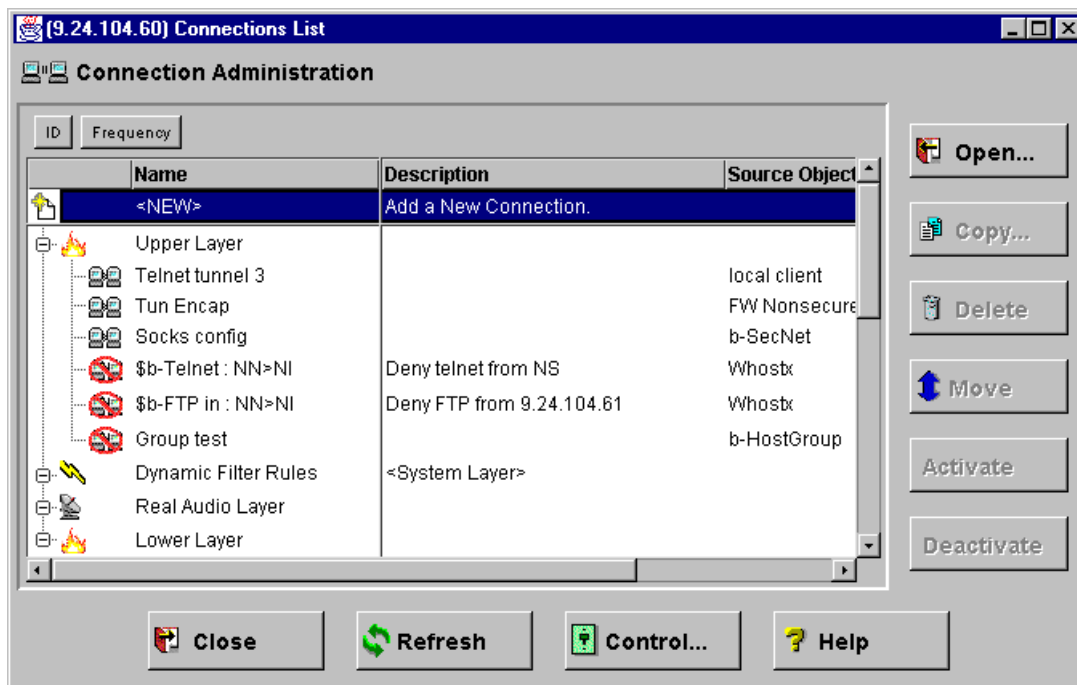 (9.24.104.60) Connections List
Connection Administration
ID Frequency
Name Description Source Object
<NEW> Add a New Connection.
Upper Layer
Telnet tunnel 3 local client
Tun Encap FW Nonsecure
Socks config b-SecNet
$b-Telnet : NN>NI Deny telnet from NS Whostx
$b-FTP in : NN>NI Deny FTP from 9.24.104.61 Whostx
Group test b-HostGroup
Dynamic Filter Rules <System Layer>
Real Audio Layer
Lower Layer
Open...
Copy...
Delete
Move
Activate
Deactivate
Close Refresh Control... Help